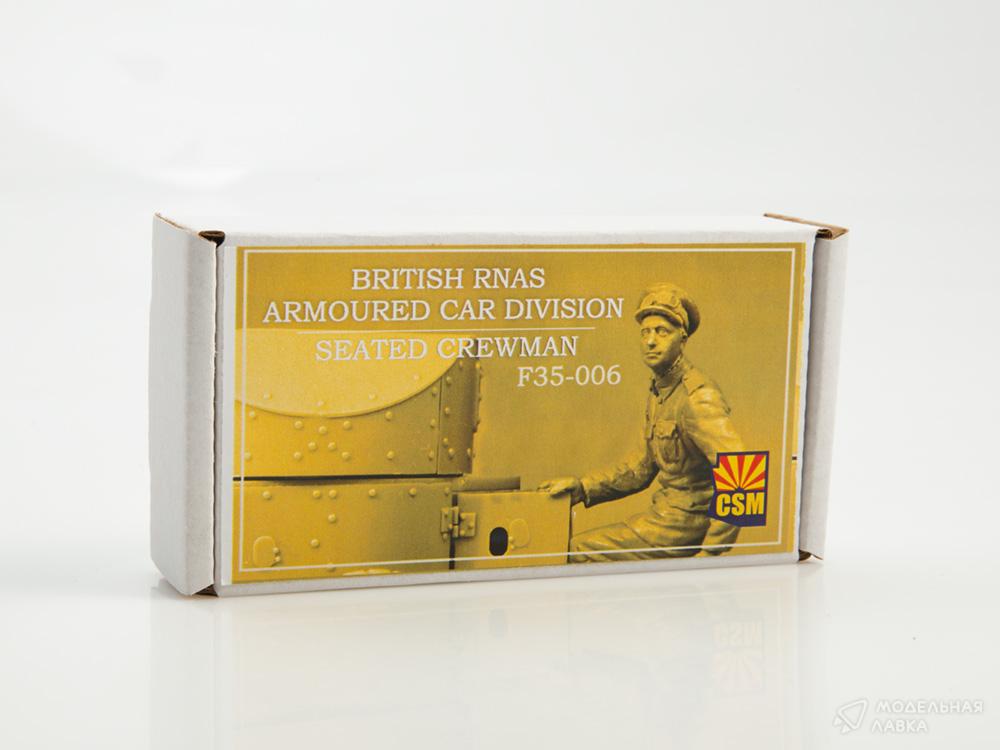 BRITISH RNAS
ARMOURED CAR DIVISION
SEATED CREWMAN
F35-006
CSM
МОДЕЛЬНАЯ
ЛАВКА